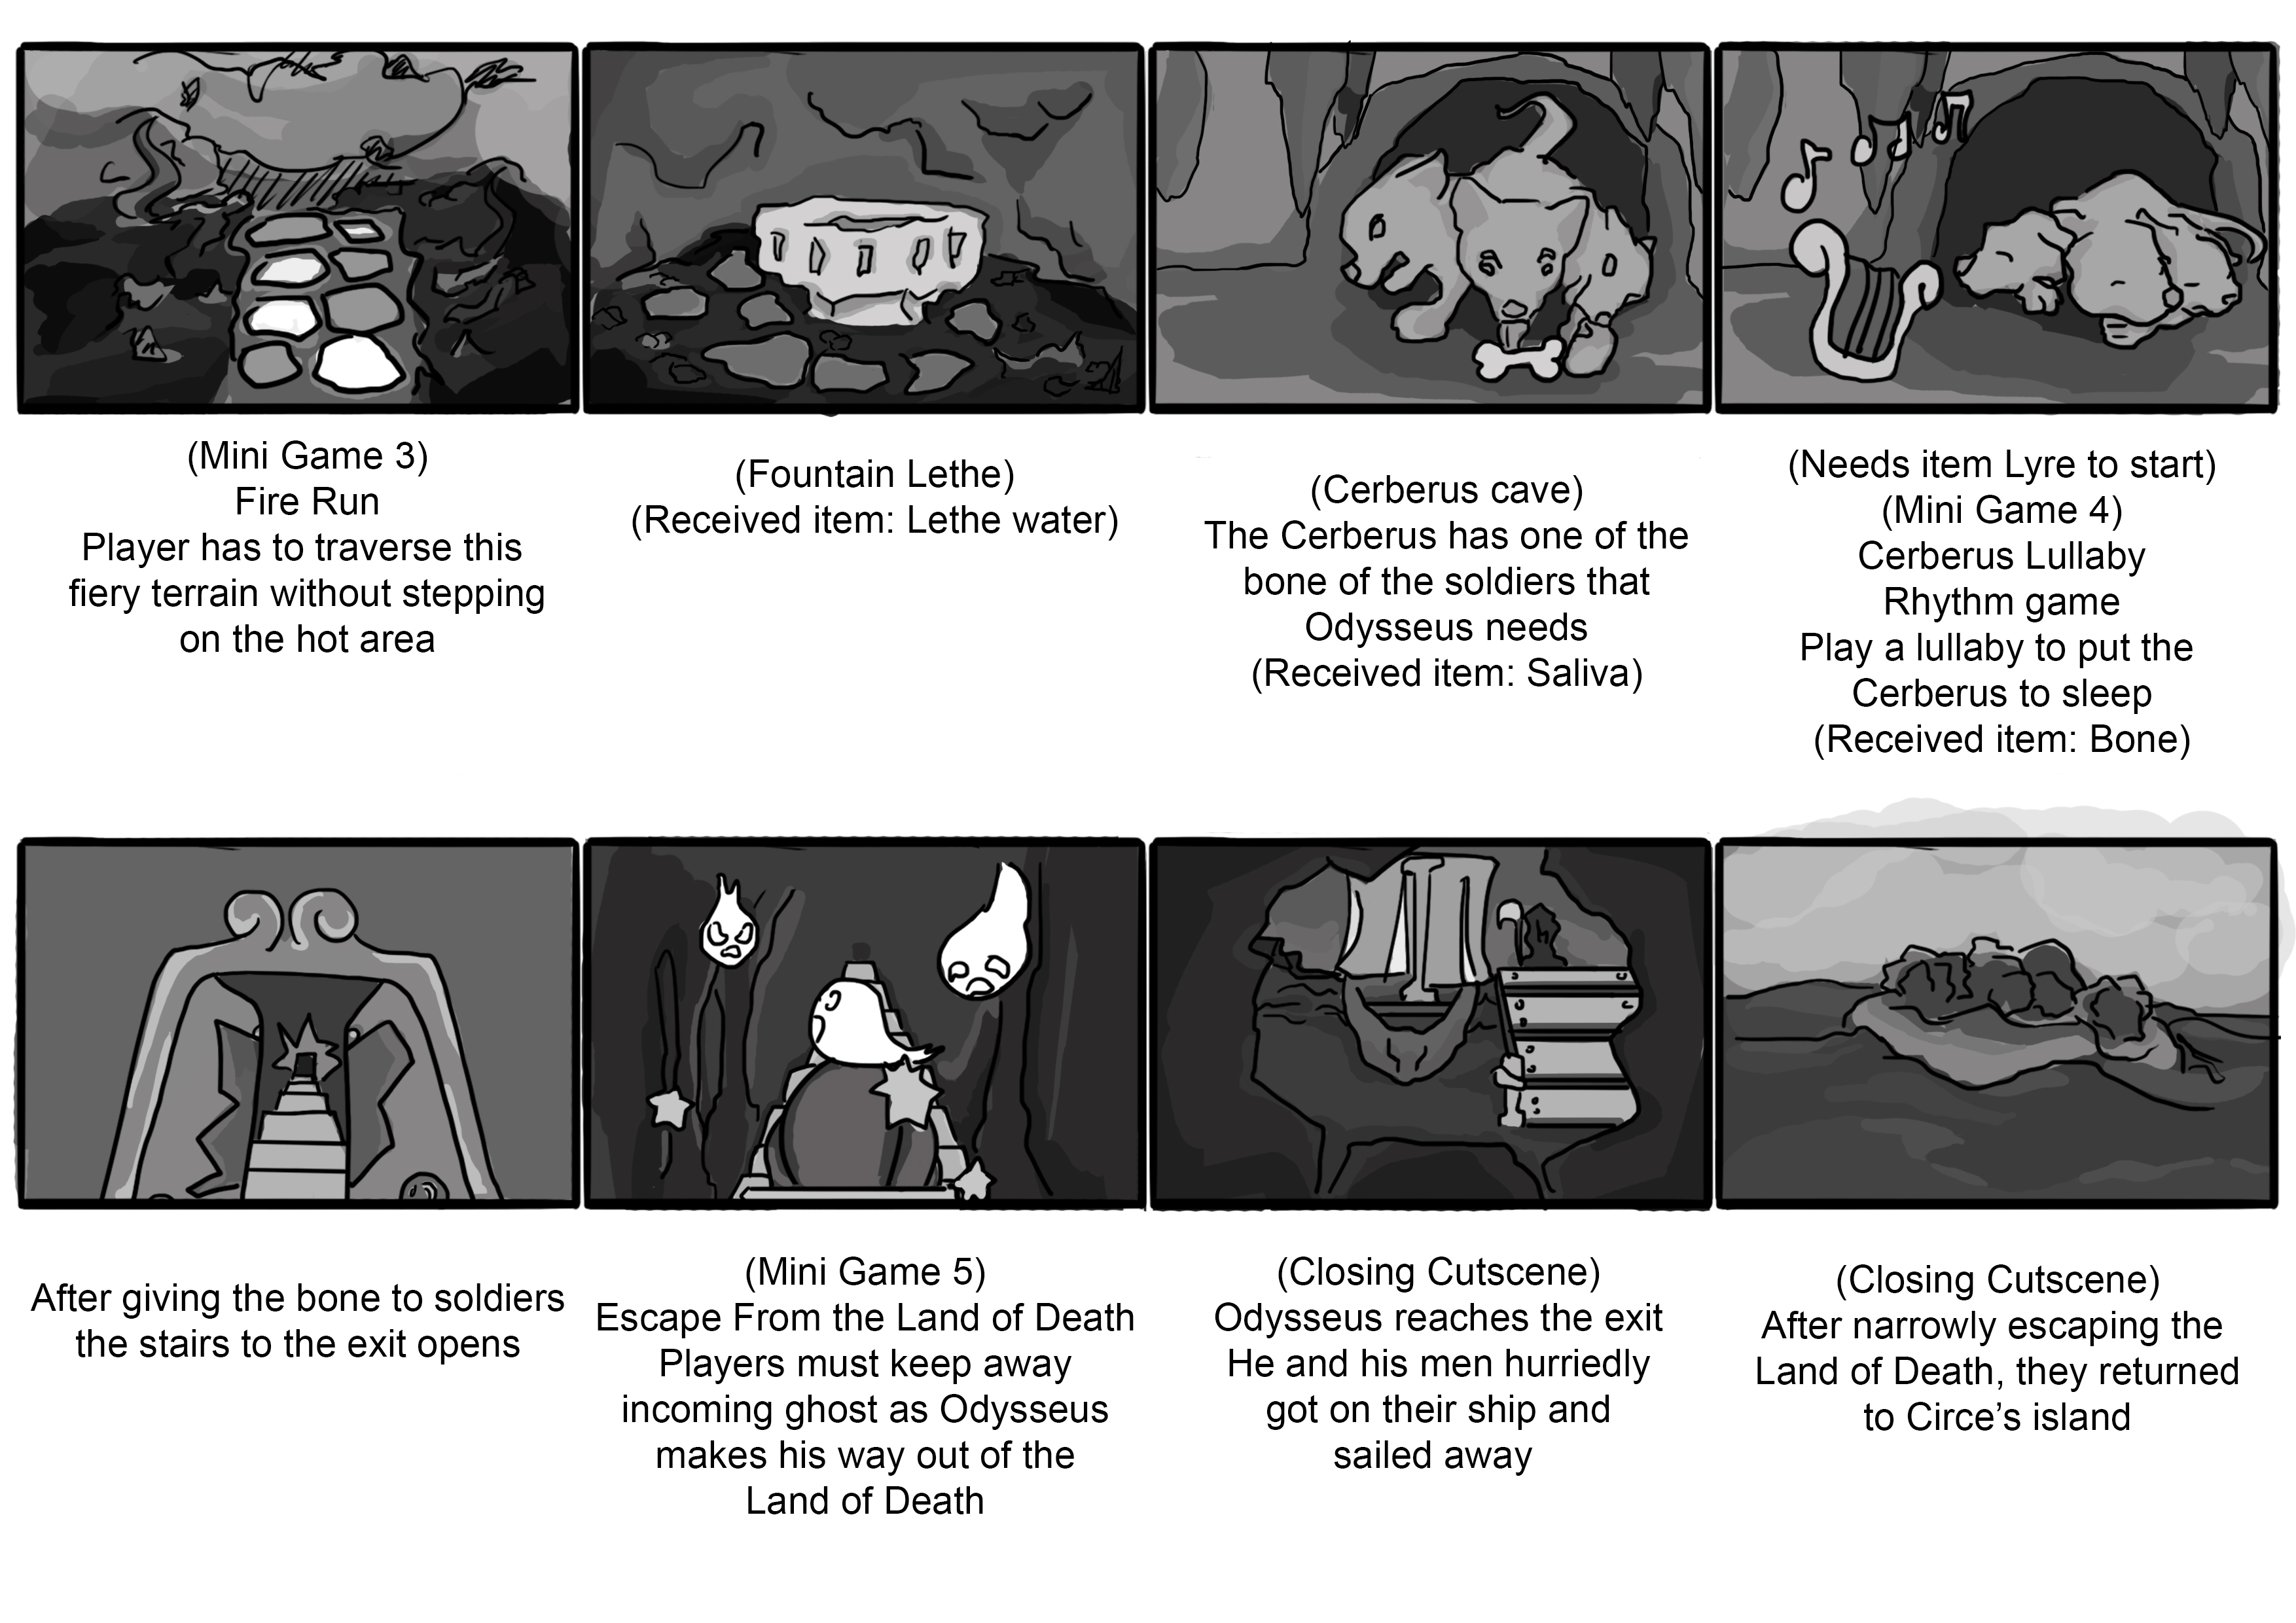 (Mini Game 3)
Fire Run
Player has to traverse this
fiery terrain without stepping
on the hot area
(Fountain Lethe)
(Received item: Lethe water)
(Cerberus cave)
The Cerberus has one of the
bone of the soldiers that
Odysseus needs
(Received item: Saliva)
(Needs item Lyre to start)
(Mini Game 4)
Cerberus Lullaby
Rhythm game
Play a lullaby to put the
Cerberus to sleep
(Received item: Bone)
After giving the bone to soldiers
the stairs to the exit opens
(Mini Game 5)
Escape From the Land of Death
Players must keep away
incoming ghost as Odysseus
makes his way out of the
Land of Death
(Closing Cutscene)
Odysseus reaches the exit
He and his men hurriedly
got on their ship and
sailed away
(Closing Cutscene)
After narrowly escaping the
Land of Death, they returned
to Circe’s island